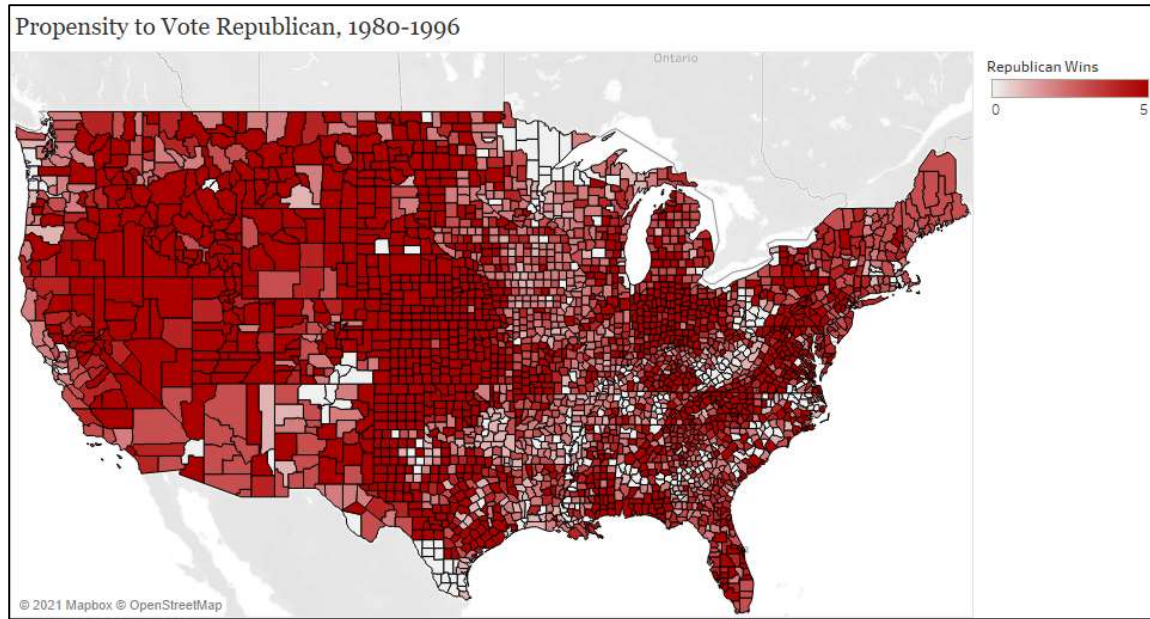 Propensity to Vote Republican, 1980-1996
Ontario
Republican Wins
0 5
© 2021 Mapbox © OpenStreetMap